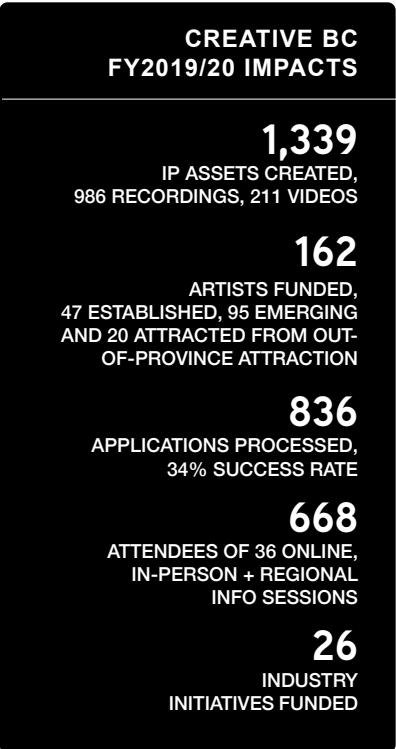 CREATIVE BC
FY2019/20 IMPACTS
1,339
IP ASSETS CREATED,
986 RECORDINGS, 211 VIDEOS
162
ARTISTS FUNDED,
47 ESTABLISHED, 95 EMERGING
AND 20 ATTRACTED FROM OUT-
OF-PROVINCE ATTRACTION
836
APPLICATIONS PROCESSED,
34% SUCCESS RATE
668
ATTENDEES OF 36 ONLINE,
IN-PERSON + REGIONAL
INFO SESSIONS
26
INDUSTRY
INITIATIVES FUNDED